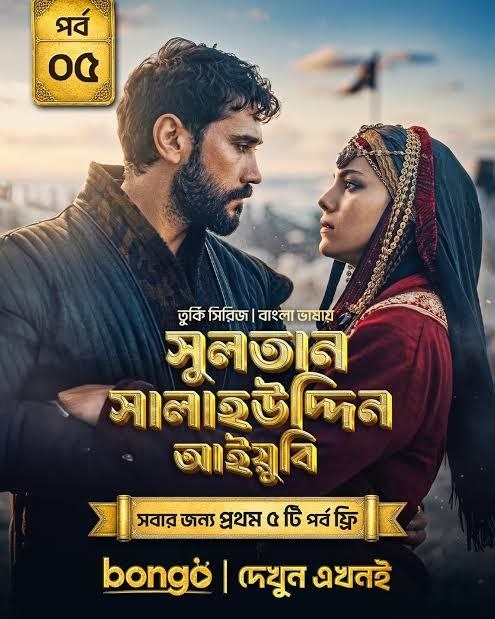 পর্ব
০৫
তুর্কি সিরিজ | বাংলা ভাষায়
সুলতান
সালাহউদ্দিন
আইয়ুবি
সবার জন্য প্রথম ৫ টি পর্ব ফ্রি
bongo | দেখুন এখনই